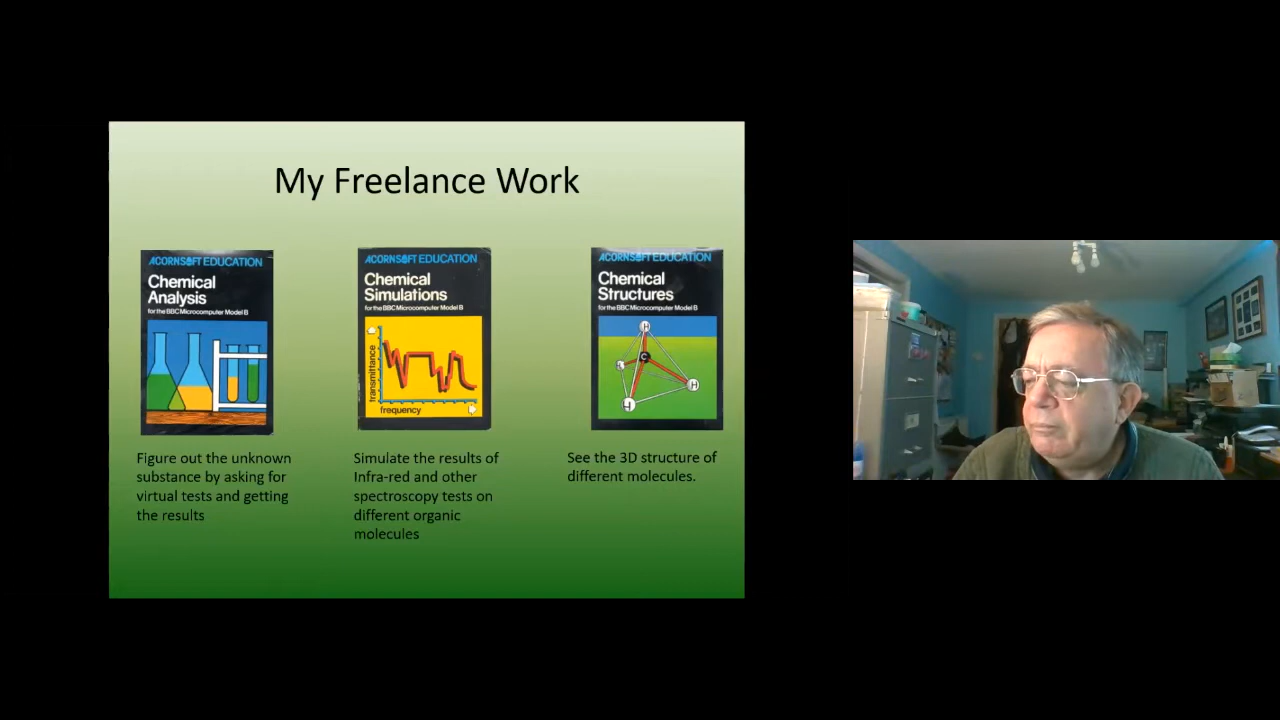 My Freelance Work
ACORNSOFT EDUCATION
Chemical
Analysis
for the BBC Microcomputer Model B
Figure out the unknown
substance by asking for
virtual tests and getting
the results
ACORNSOFT EDUCATION
Chemical
Simulations
for the BBC Microcomputer Model B
transmittance
frequency
Simulate the results of
Infra-red and other
spectroscopy tests on
different organic
molecules
ACORNSOFT EDUCATION
Chemical
Structures
for the BBC Microcomputer Model B
H
C
H
H
H
See the 3D structure of
different molecules.